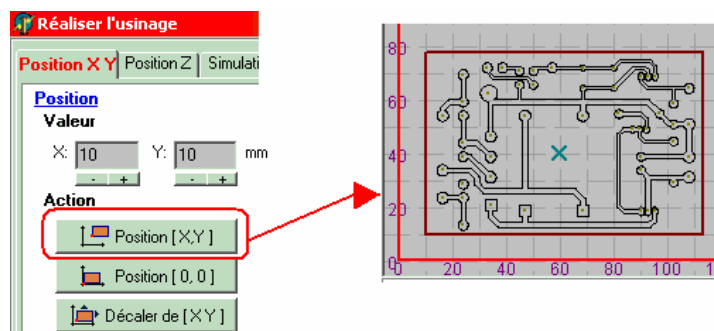 Réaliser l'usinage
Position X Y Position Z Simulati
Position
Valeur
X: 10 Y: 10 mm
- + - +
Action
Position [ X,Y ]
Position [ 0, 0 ]
Décaler de [ X Y ]
80
60
40
20
0
0 20 40 60 80 100